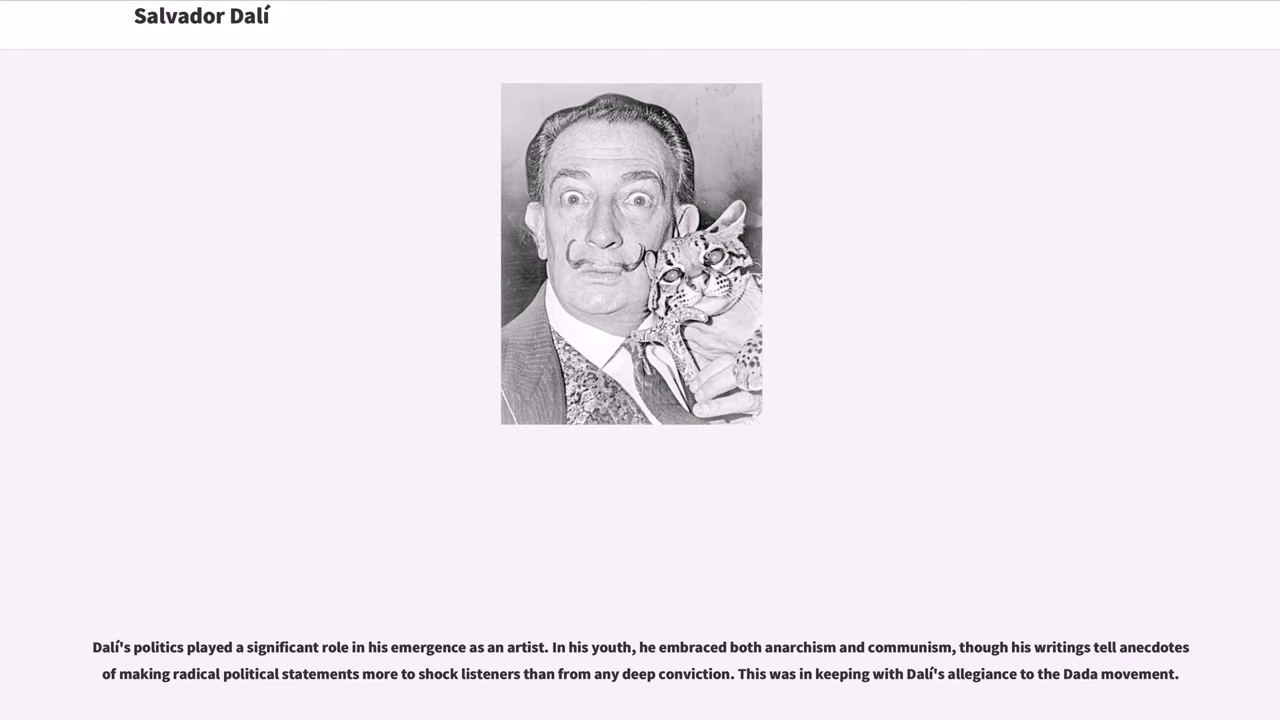 Salvador Dalí
Dalí's politics played a significant role in his emergence as an artist. In his youth, he embraced both anarchism and communism, though his writings tell anecdotes
of making radical political statements more to shock listeners than from any deep conviction. This was in keeping with Dalí's allegiance to the Dada movement.